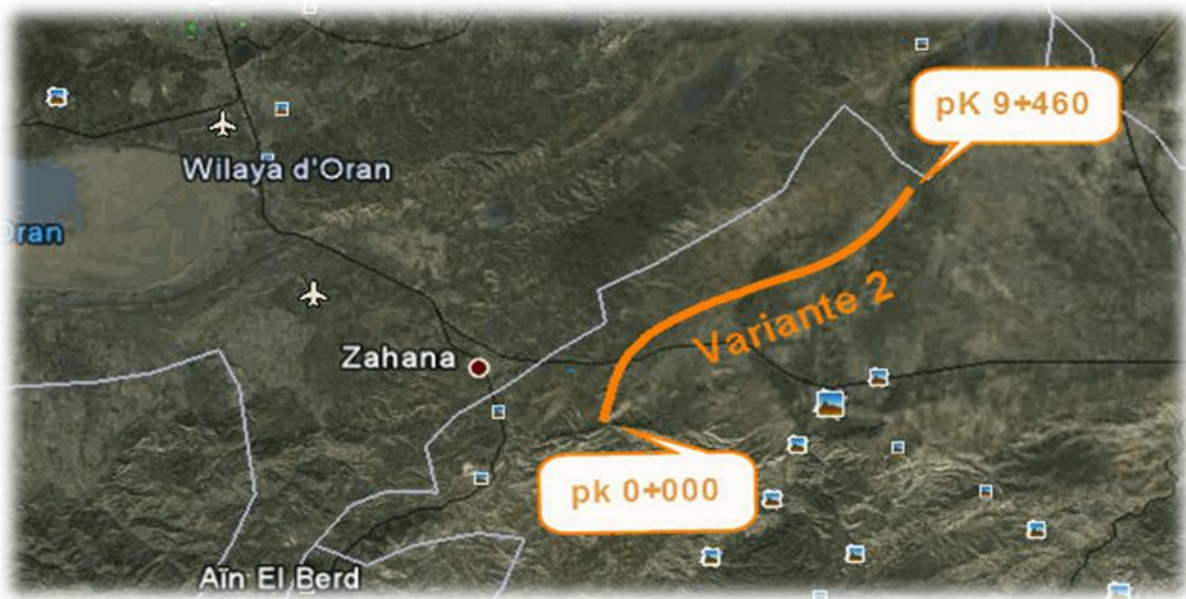 pK 9+460
Wilaya d'Oran
Oran
Variante 2
Zahana
pk 0+000
Aïn El Berd